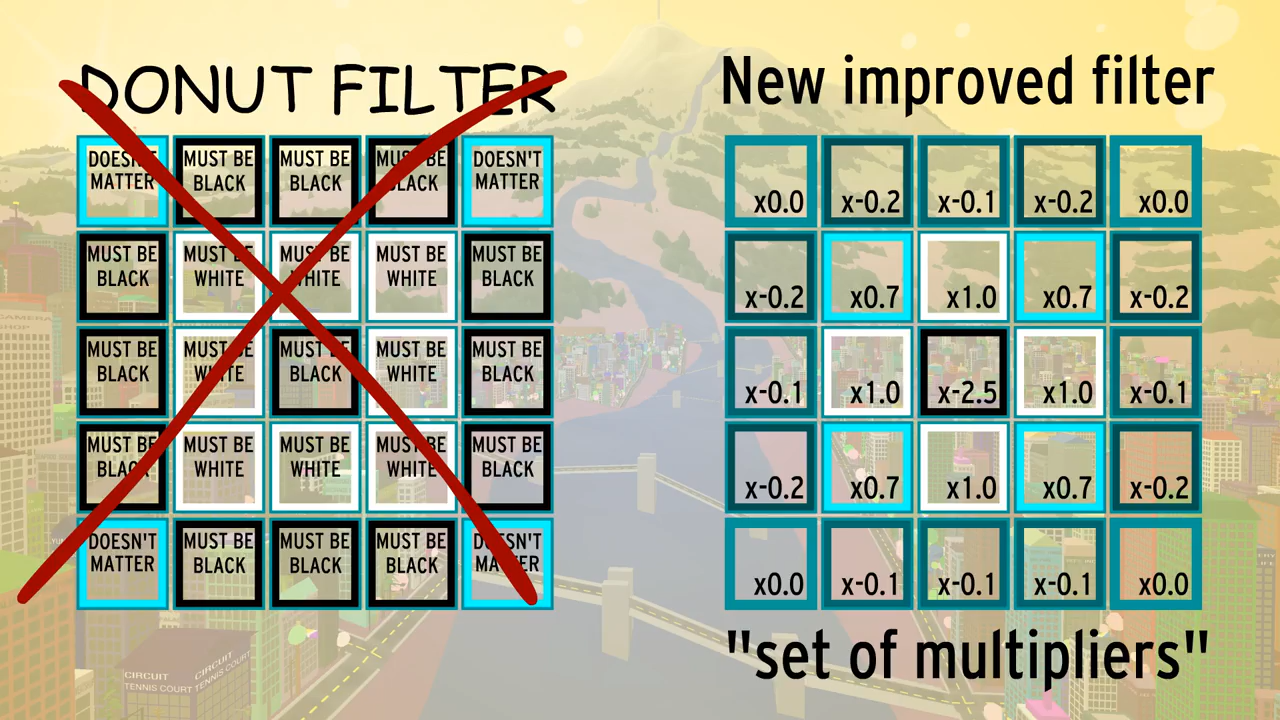 DONUT FILTER
DOESN'T MATTER MUST BE BLACK MUST BE BLACK MUST BE BLACK DOESN'T MATTER
MUST BE BLACK MUST BE WHITE MUST BE WHITE MUST BE WHITE MUST BE BLACK
MUST BE BLACK MUST BE WHITE MUST BE BLACK MUST BE WHITE MUST BE BLACK
MUST BE BLACK MUST BE WHITE MUST BE WHITE MUST BE WHITE MUST BE BLACK
DOESN'T MATTER MUST BE BLACK MUST BE BLACK MUST BE BLACK DOESN'T MATTER
New improved filter
x0.0 x-0.2 x-0.1 x-0.2 x0.0
x-0.2 x0.7 x1.0 x0.7 x-0.2
x-0.1 x1.0 x-2.5 x1.0 x-0.1
x-0.2 x0.7 x1.0 x0.7 x-0.2
x0.0 x-0.1 x-0.1 x-0.1 x0.0
"set of multipliers"
CIRCUIT
TENNIS COURT
CIRCUIT
TENNIS COURT